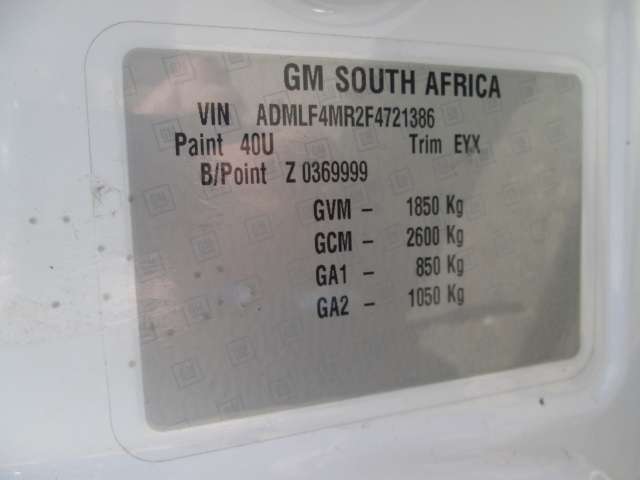 GM SOUTH AFRICA
VIN ADMLF4MR2F4721386
Paint 40U Trim EYX
B/Point Z 0369999
GVM - 1850 Kg
GCM - 2600 Kg
GA1 - 850 Kg
GA2 - 1050 Kg